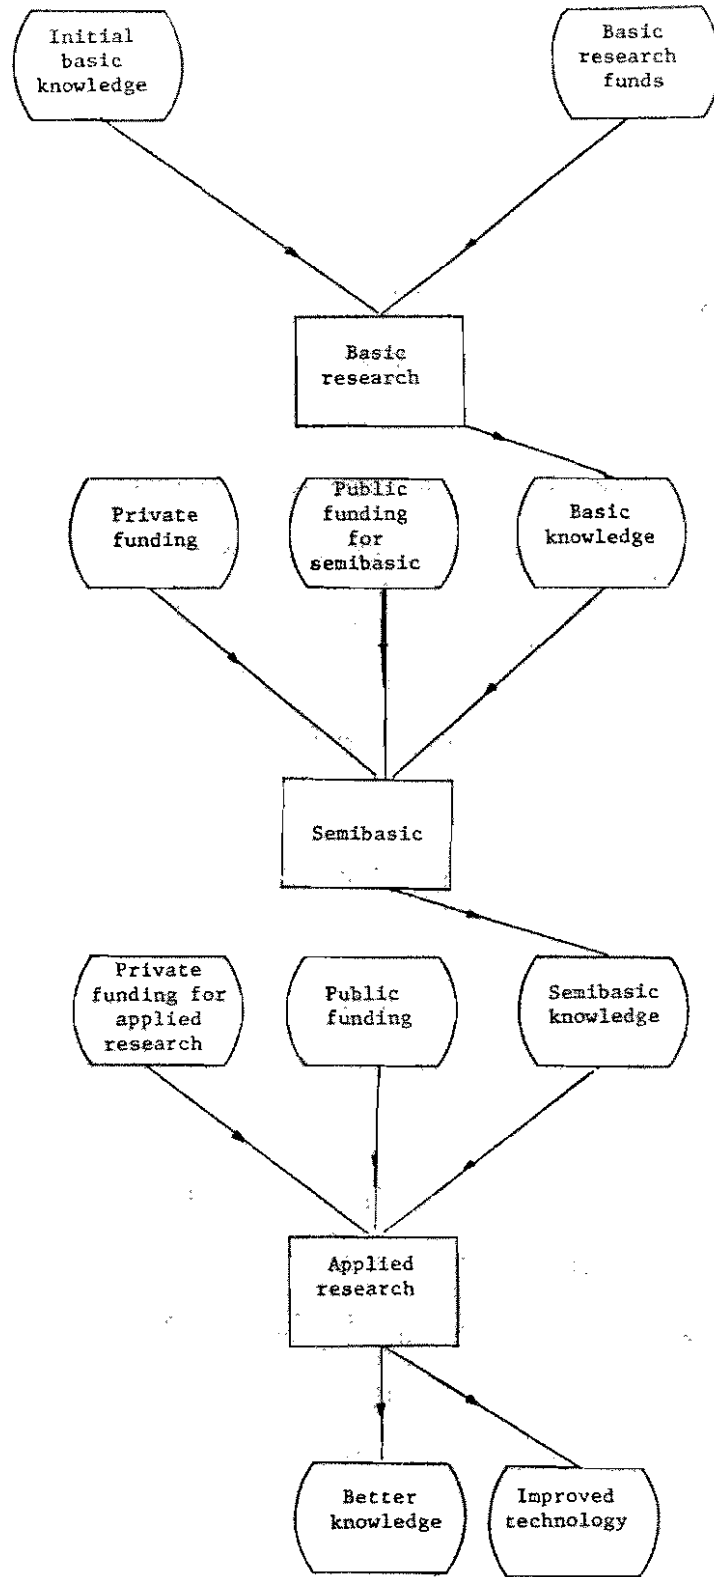 Initial
basic
knowledge
Basic
research
funds
Basic
research
Private
funding
Public
funding
for
semibasic
Basic
knowledge
Semibasic
Private
funding for
applied
research
Public
funding
Semibasic
knowledge
Applied
research
Better
knowledge
Improved
technology